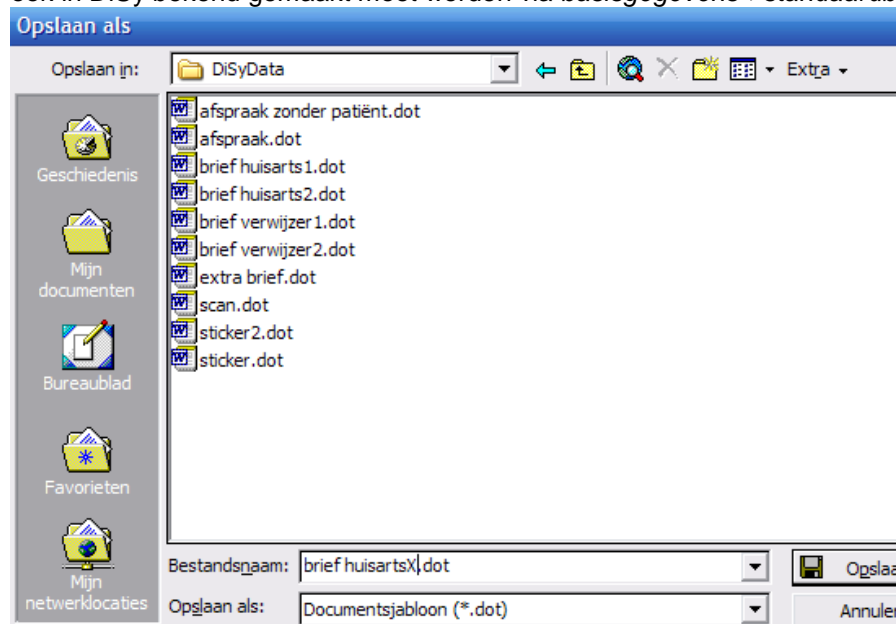 Opslaan als
Opslaan in: DiSyData Extra
Geschiedenis
Mijn
documenten
Bureaublad
Favorieten
Mijn
netwerklocaties
afspraak zonder patiënt.dot
afspraak.dot
brief huisarts1.dot
brief huisarts2.dot
brief verwijzer1.dot
brief verwijzer2.dot
extra brief.dot
scan.dot
sticker2.dot
sticker.dot
Bestandsnaam: brief huisartsX.dot Opslaa
Opslaan als: Documentsjabloon (*.dot) Annuler